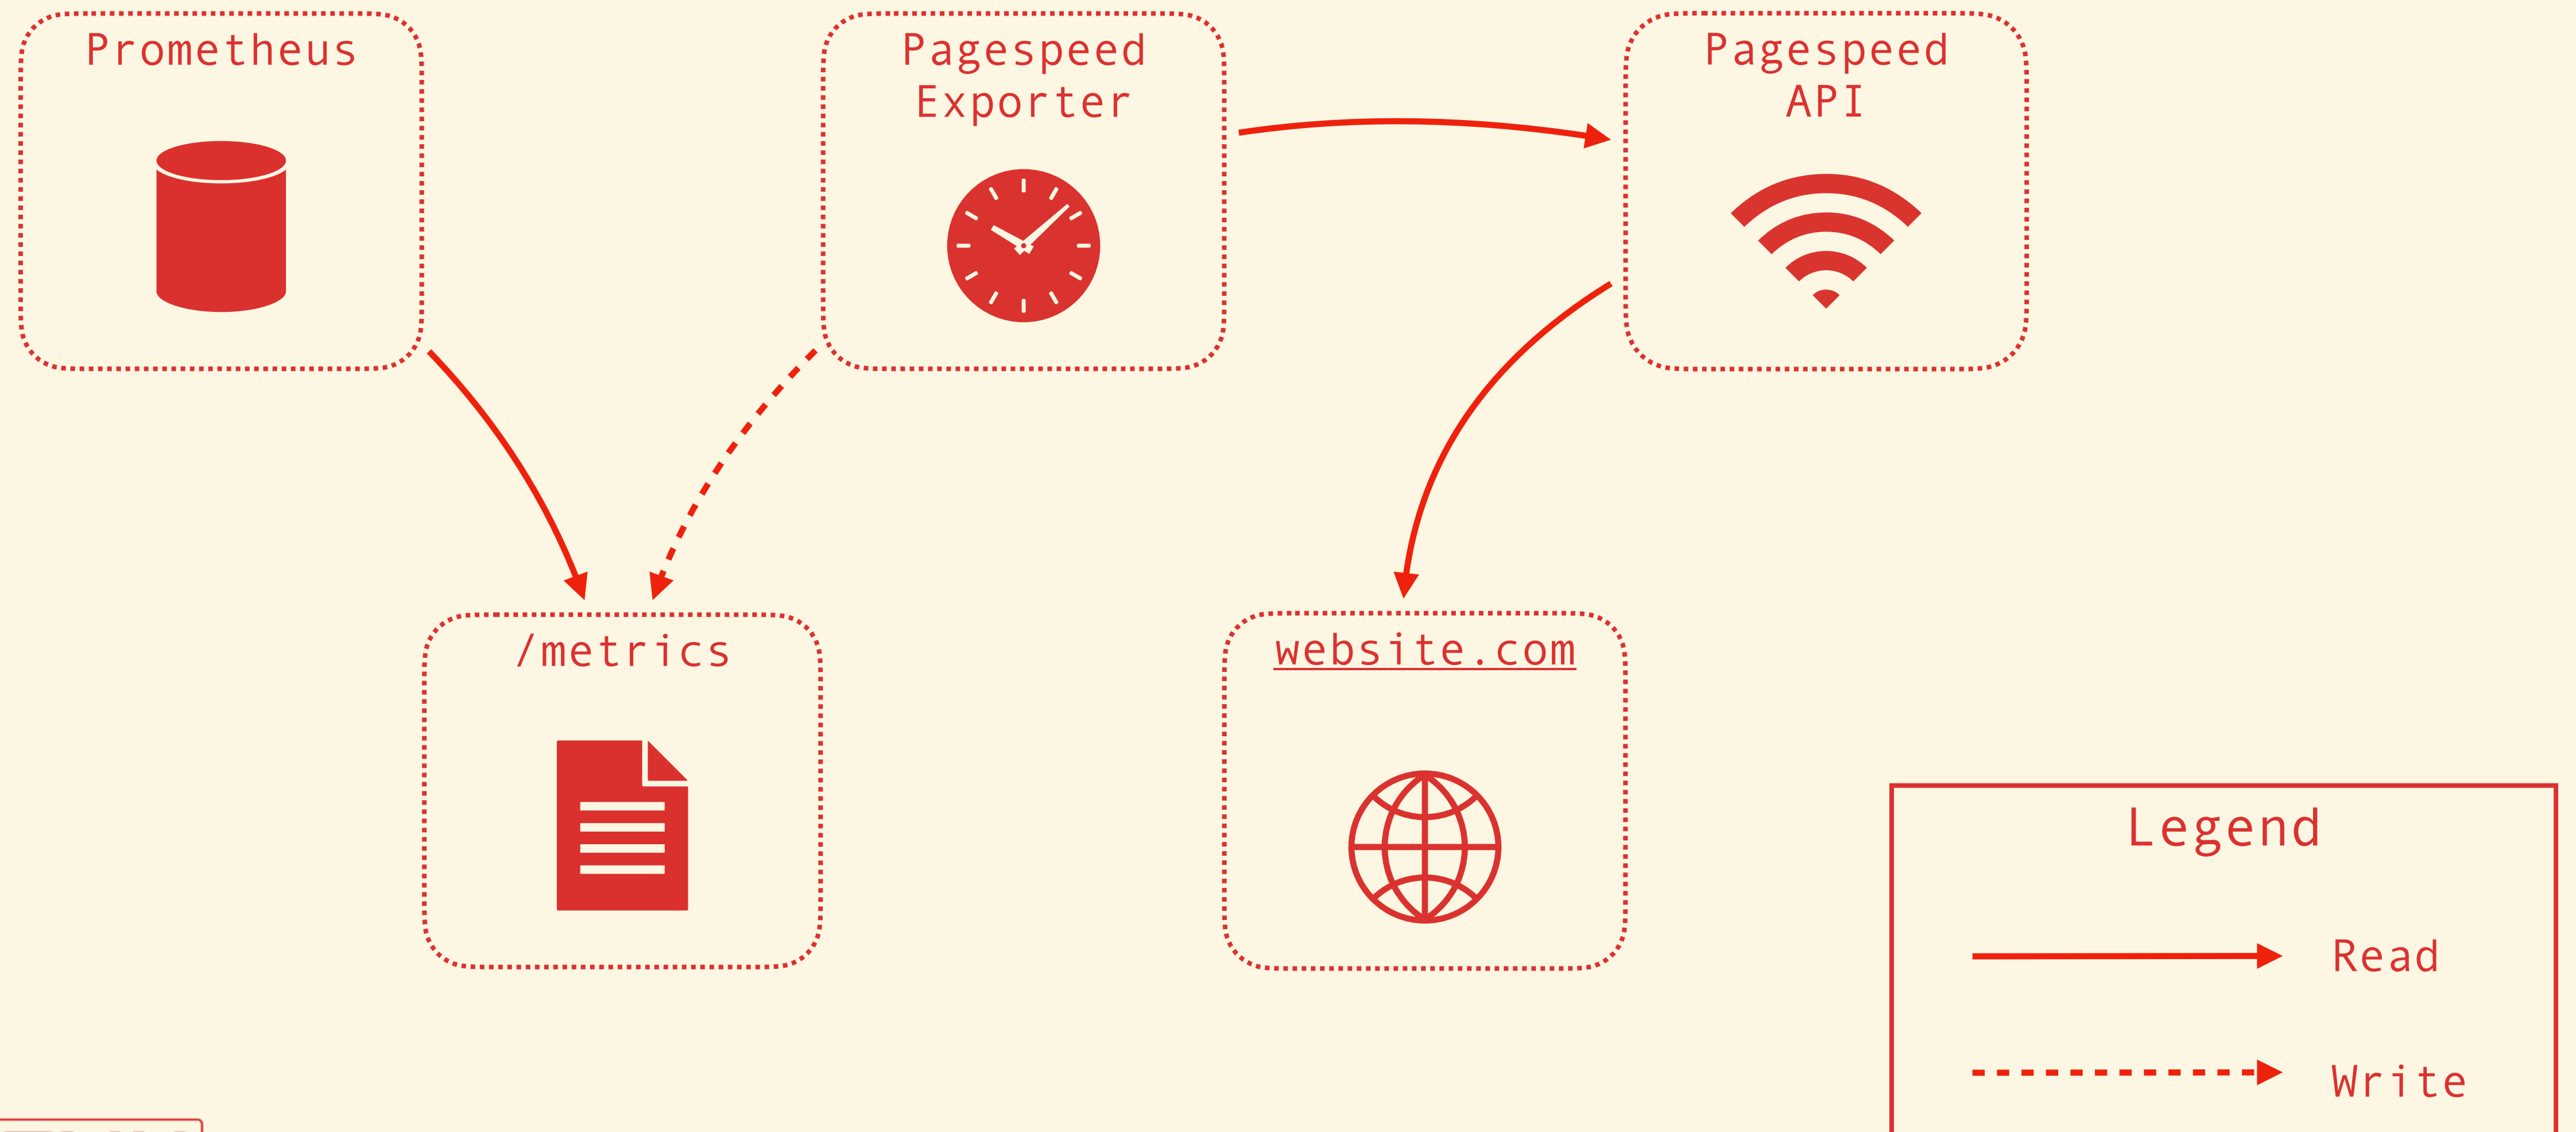 Prometheus
Pagespeed
Exporter
Pagespeed
API
/metrics
website.com
Legend
Read
Write